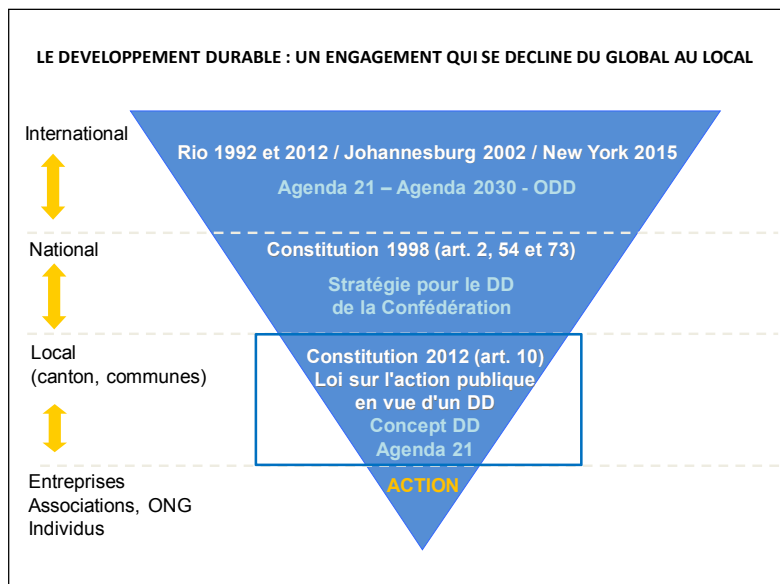 LE DEVELOPPEMENT DURABLE : UN ENGAGEMENT QUI SE DECLINE DU GLOBAL AU LOCAL
International
Rio 1992 et 2012 / Johannesburg 2002 / New York 2015
Agenda 21 – Agenda 2030 - ODD
National
Constitution 1998 (art. 2, 54 et 73)
Stratégie pour le DD
de la Confédération
Local
(canton, communes)
Constitution 2012 (art. 10)
Loi sur l'action publique
en vue d'un DD
Concept DD
Agenda 21
Entreprises
Associations, ONG
Individus
ACTION